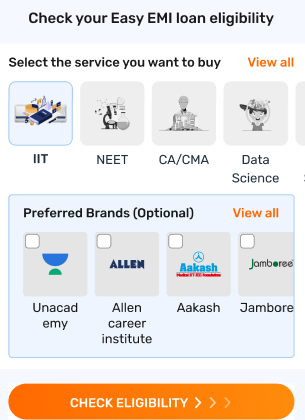 Check your Easy EMI loan eligibility
Select the service you want to buy
View all
IIT
NEET
CA/CMA
Data
Science
Preferred Brands (Optional)
View all
ALLEN
Aakash
Jamboree
Unacad
emy
Allen
career
institute
Aakash
Jambore
CHECK ELIGIBILITY